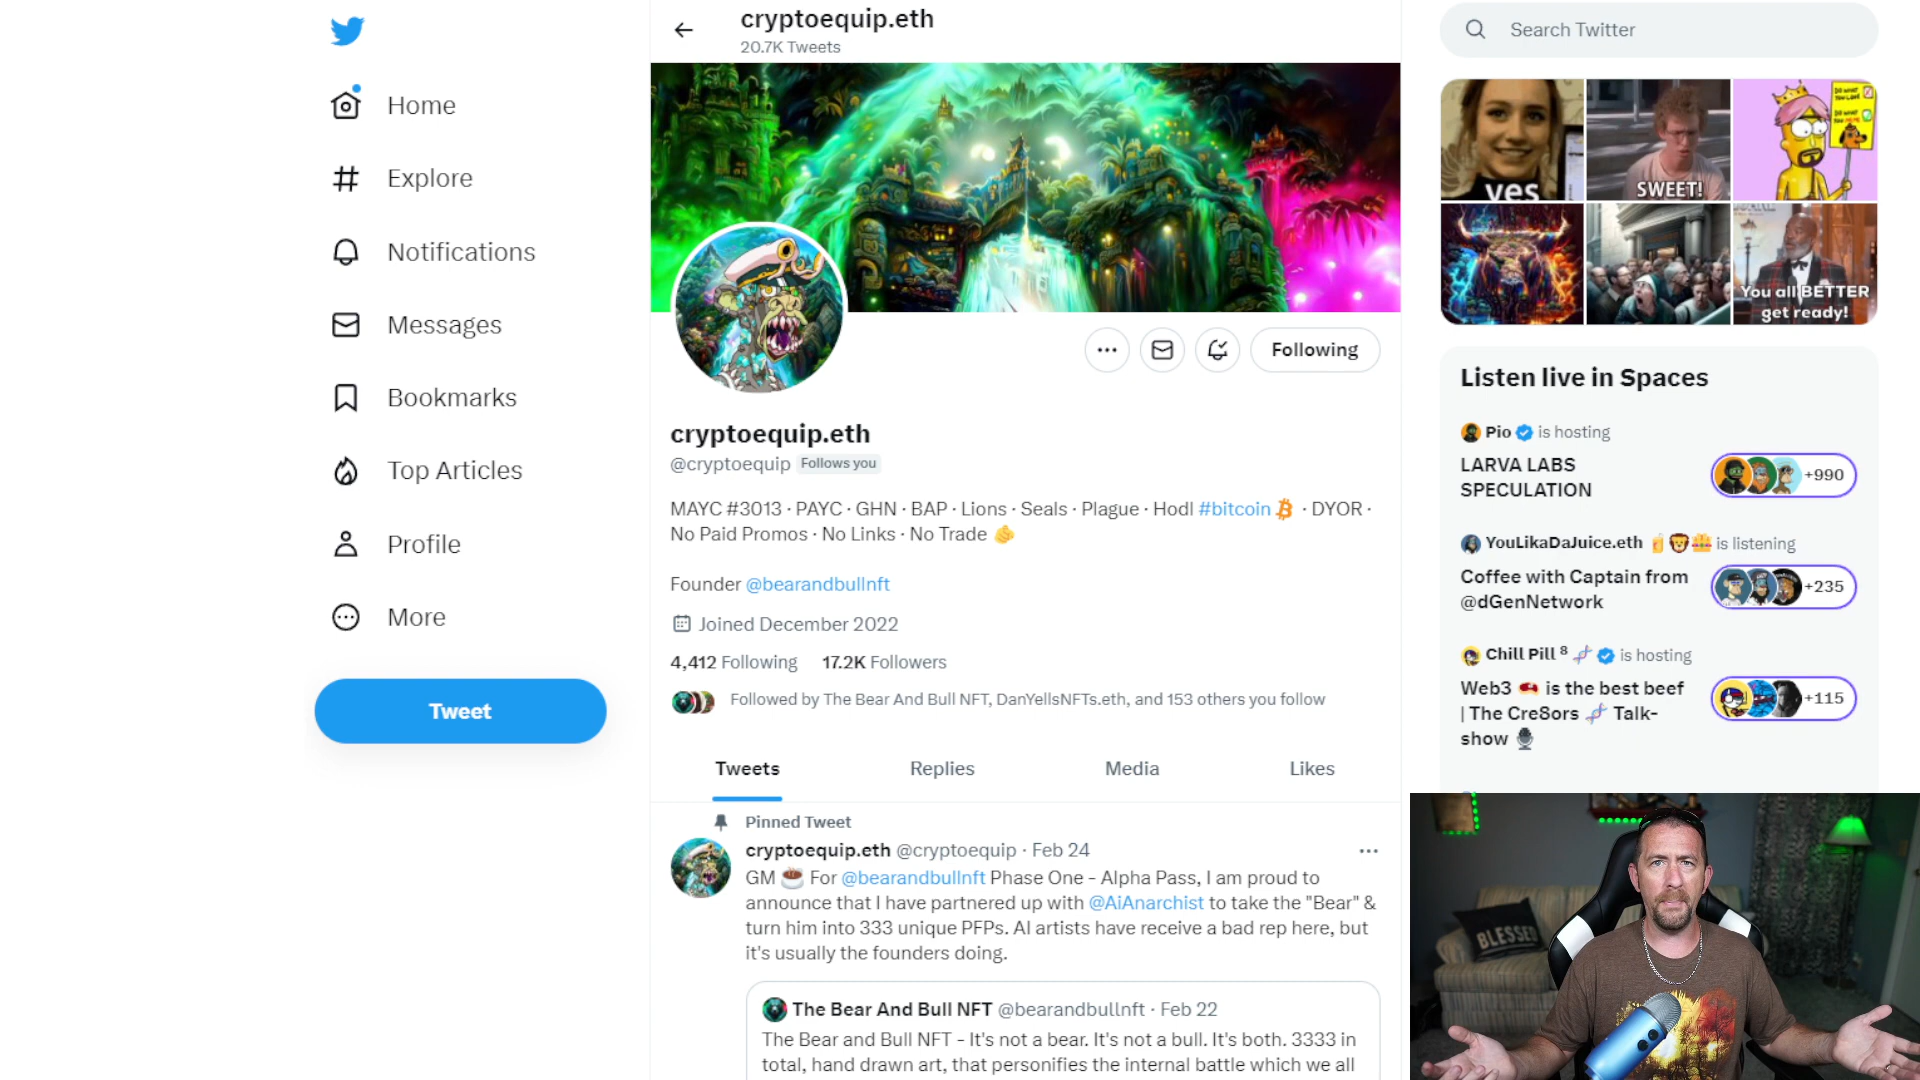 cryptoequip.eth
20.7K Tweets
Search Twitter
Home
Explore
Notifications
Messages
Bookmarks
Top Articles
Profile
More
Tweet
yes
SWEET!
You all BETTER
get ready!
Following
cryptoequip.eth
@cryptoequip Follows you
MAYC #3013 · PAYC · GHN · BAP · Lions · Seals · Plague · Hodl #bitcoin · DYOR ·
No Paid Promos · No Links · No Trade 🫵
Founder @bearandbullnft
Joined December 2022
4,412 Following 17.2K Followers
Followed by The Bear And Bull NFT, DanYellsNFTs.eth, and 153 others you follow
Tweets Replies Media Likes
Pinned Tweet
cryptoequip.eth @cryptoequip · Feb 24
GM ☕ For @bearandbullnft Phase One - Alpha Pass, I am proud to
announce that I have partnered up with @AiAnarchist to take the "Bear" &
turn him into 333 unique PFPs. AI artists have receive a bad rep here, but
it's usually the founders doing.
The Bear And Bull NFT @bearandbullnft · Feb 22
The Bear and Bull NFT - It's not a bear. It's not a bull. It's both. 3333 in
total, hand drawn art, that personifies the internal battle which we all
Listen live in Spaces
Pio is hosting
LARVA LABS
SPECULATION
+990
YouLikaDaJuice.eth 🍺🦁👑 is listening
Coffee with Captain from
@dGenNetwork
+235
Chill Pill ⁸ 🧬 is hosting
Web3 🥩 is the best beef
| The Cre8ors 🧬 Talk-
show 🎙️
+115
BLESSED